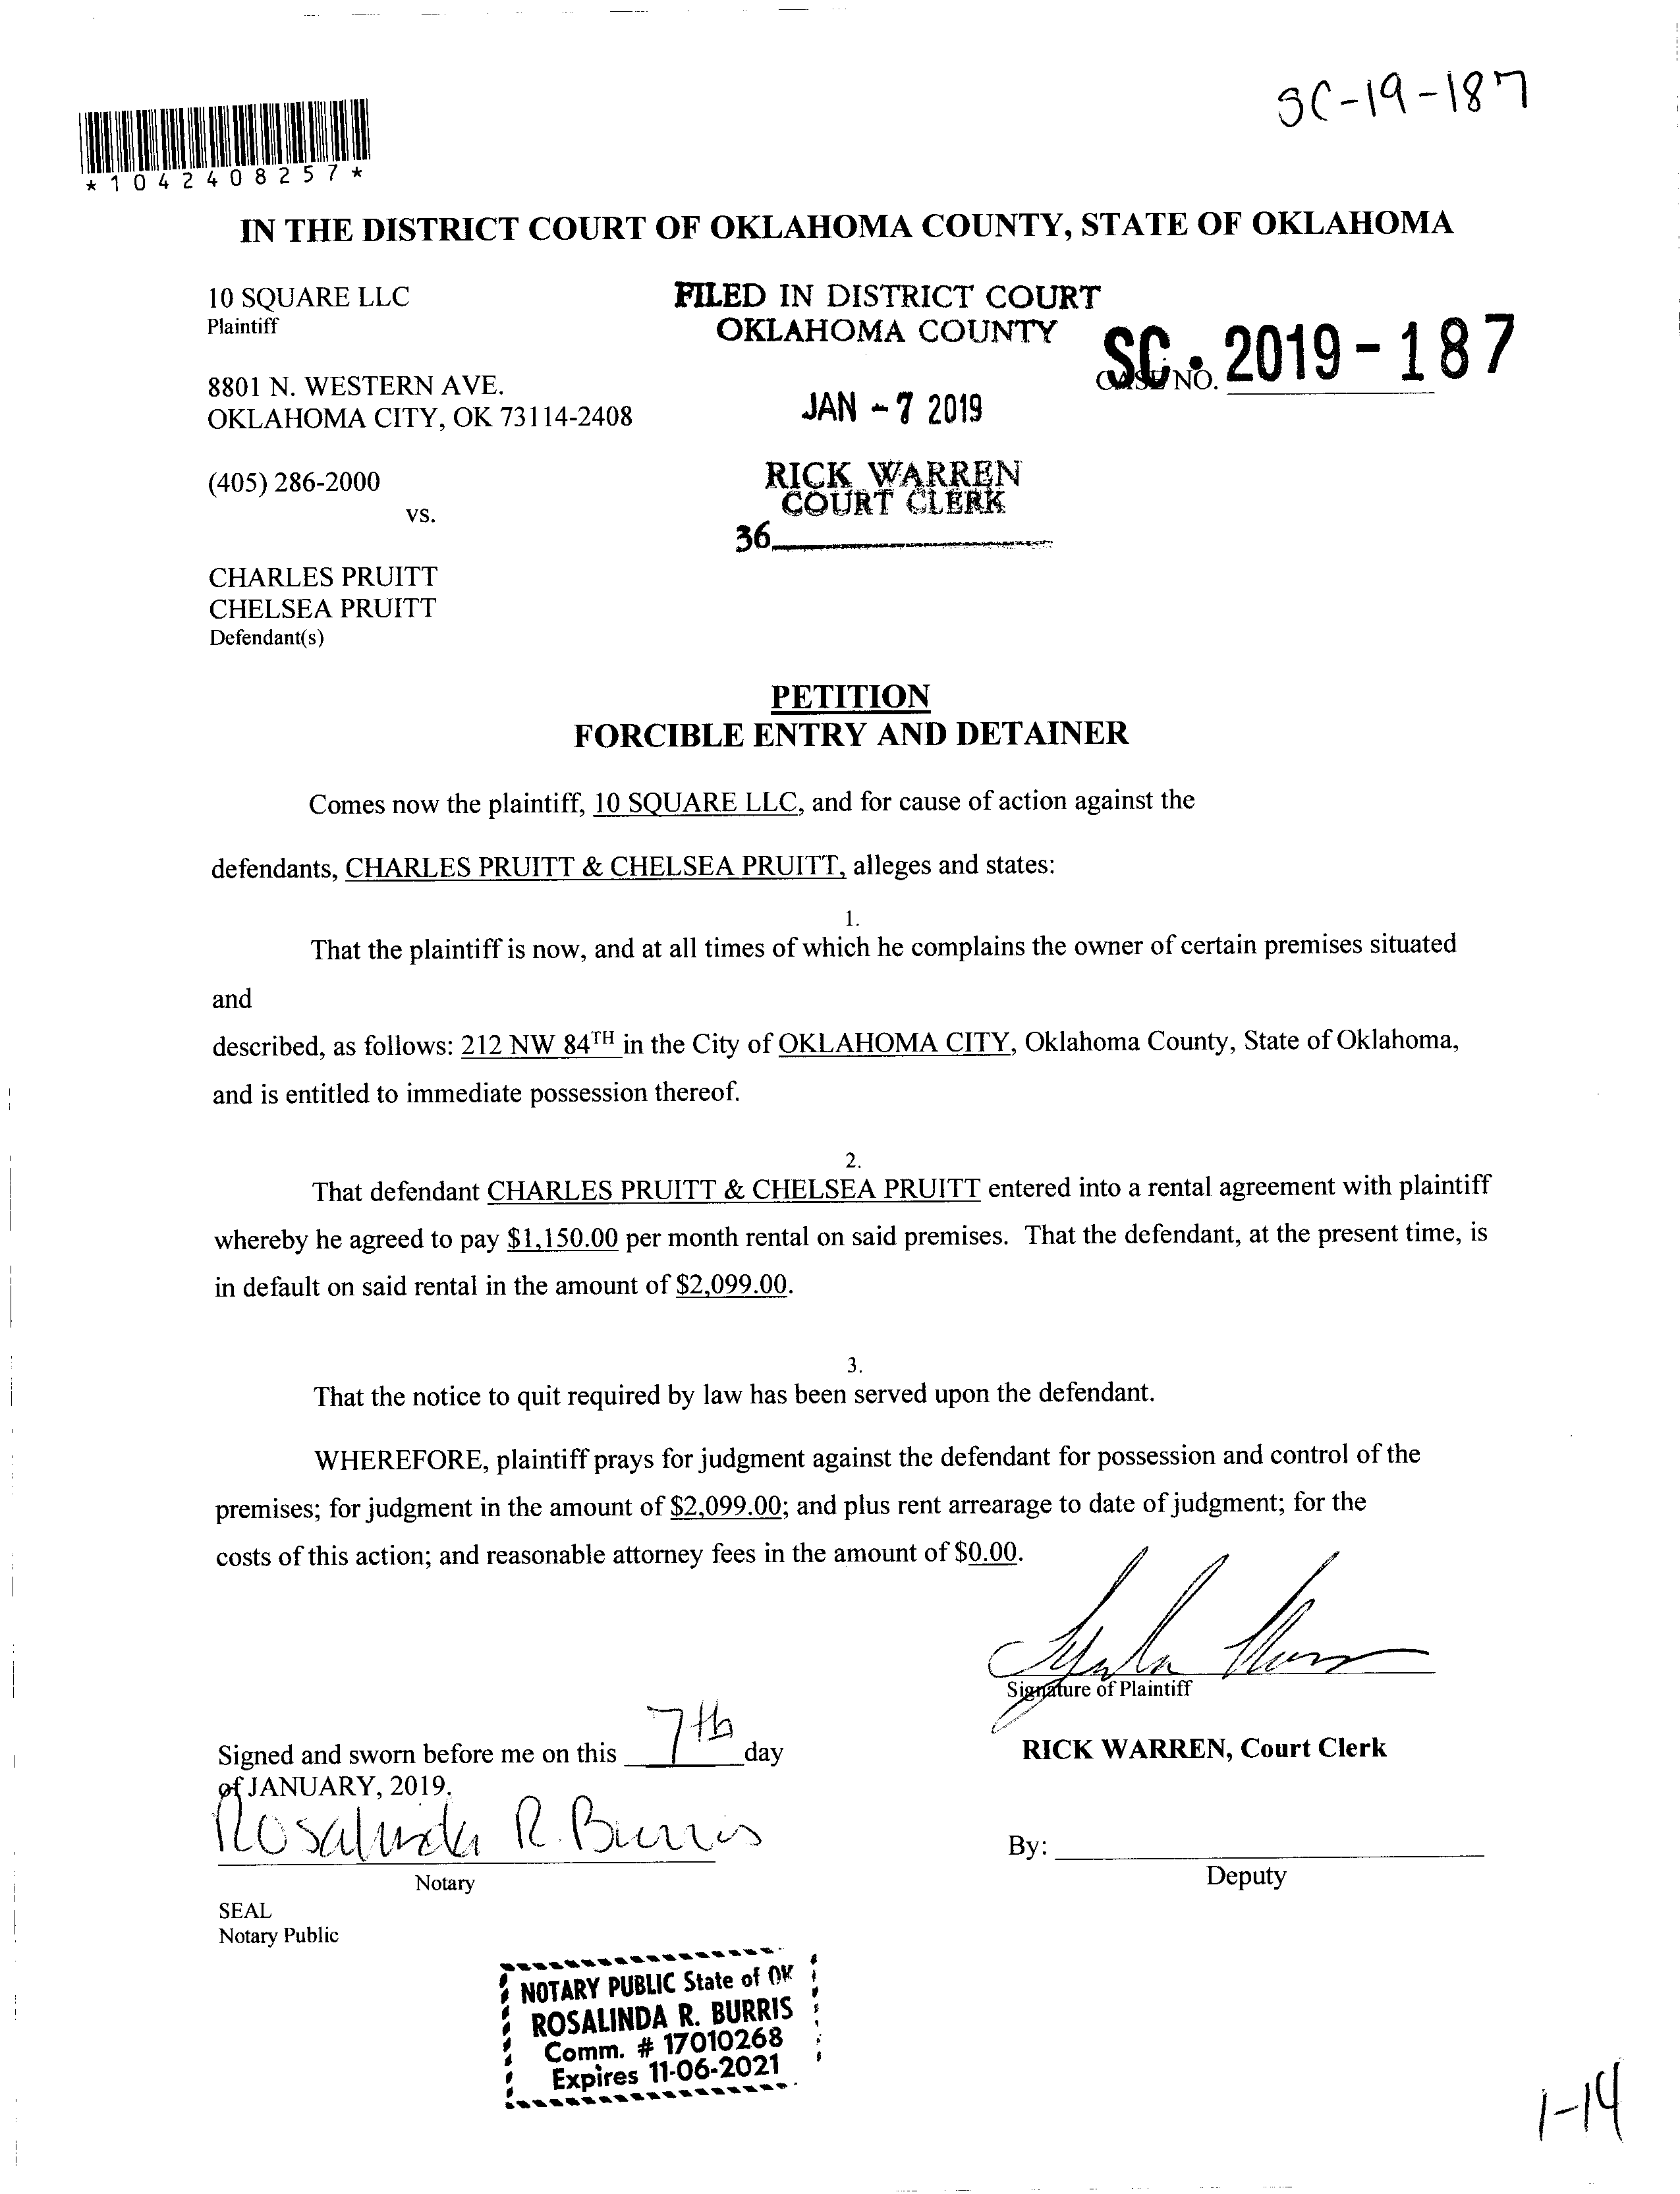 SC-19-187
*1042408257*
IN THE DISTRICT COURT OF OKLAHOMA COUNTY, STATE OF OKLAHOMA
10 SQUARE LLC
Plaintiff
FILED IN DISTRICT COURT
OKLAHOMA COUNTY
CASE NO. SC • 2019 - 187
8801 N. WESTERN AVE.
OKLAHOMA CITY, OK 73114-2408
JAN - 7 2019
(405) 286-2000
RICK WARREN
COURT CLERK
vs.
36
CHARLES PRUITT
CHELSEA PRUITT
Defendant(s)
PETITION
FORCIBLE ENTRY AND DETAINER
Comes now the plaintiff, 10 SQUARE LLC, and for cause of action against the
defendants, CHARLES PRUITT & CHELSEA PRUITT, alleges and states:
1.
That the plaintiff is now, and at all times of which he complains the owner of certain premises situated
and
described, as follows: 212 NW 84TH in the City of OKLAHOMA CITY, Oklahoma County, State of Oklahoma,
and is entitled to immediate possession thereof.
2.
That defendant CHARLES PRUITT & CHELSEA PRUITT entered into a rental agreement with plaintiff
whereby he agreed to pay $1,150.00 per month rental on said premises. That the defendant, at the present time, is
in default on said rental in the amount of $2,099.00.
3.
That the notice to quit required by law has been served upon the defendant.
WHEREFORE, plaintiff prays for judgment against the defendant for possession and control of the
premises; for judgment in the amount of $2,099.00; and plus rent arrearage to date of judgment; for the
costs of this action; and reasonable attorney fees in the amount of $0.00.
Signature of Plaintiff
Signed and sworn before me on this 7th day
of JANUARY, 2019.
RICK WARREN, Court Clerk
Rosalinda R. Burris
Notary
By:
Deputy
SEAL
Notary Public
NOTARY PUBLIC State of OK
ROSALINDA R. BURRIS
Comm. # 17010268
Expires 11-06-2021
1-14